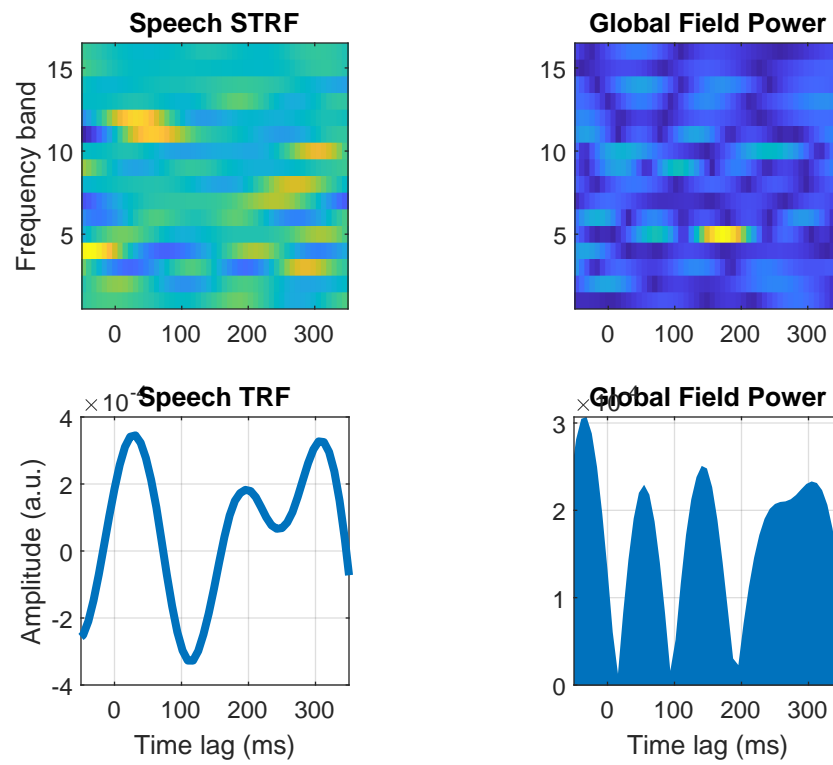 Speech STRF
Frequency band
15
10
5
0 100 200 300
Global Field Power
15
10
5
0 100 200 300
×10-4
Speech TRF
Amplitude (a.u.)
4
2
0
-2
-4
0 100 200 300
Time lag (ms)
Global Field Power
3
2
1
0
0 100 200 300
Time lag (ms)